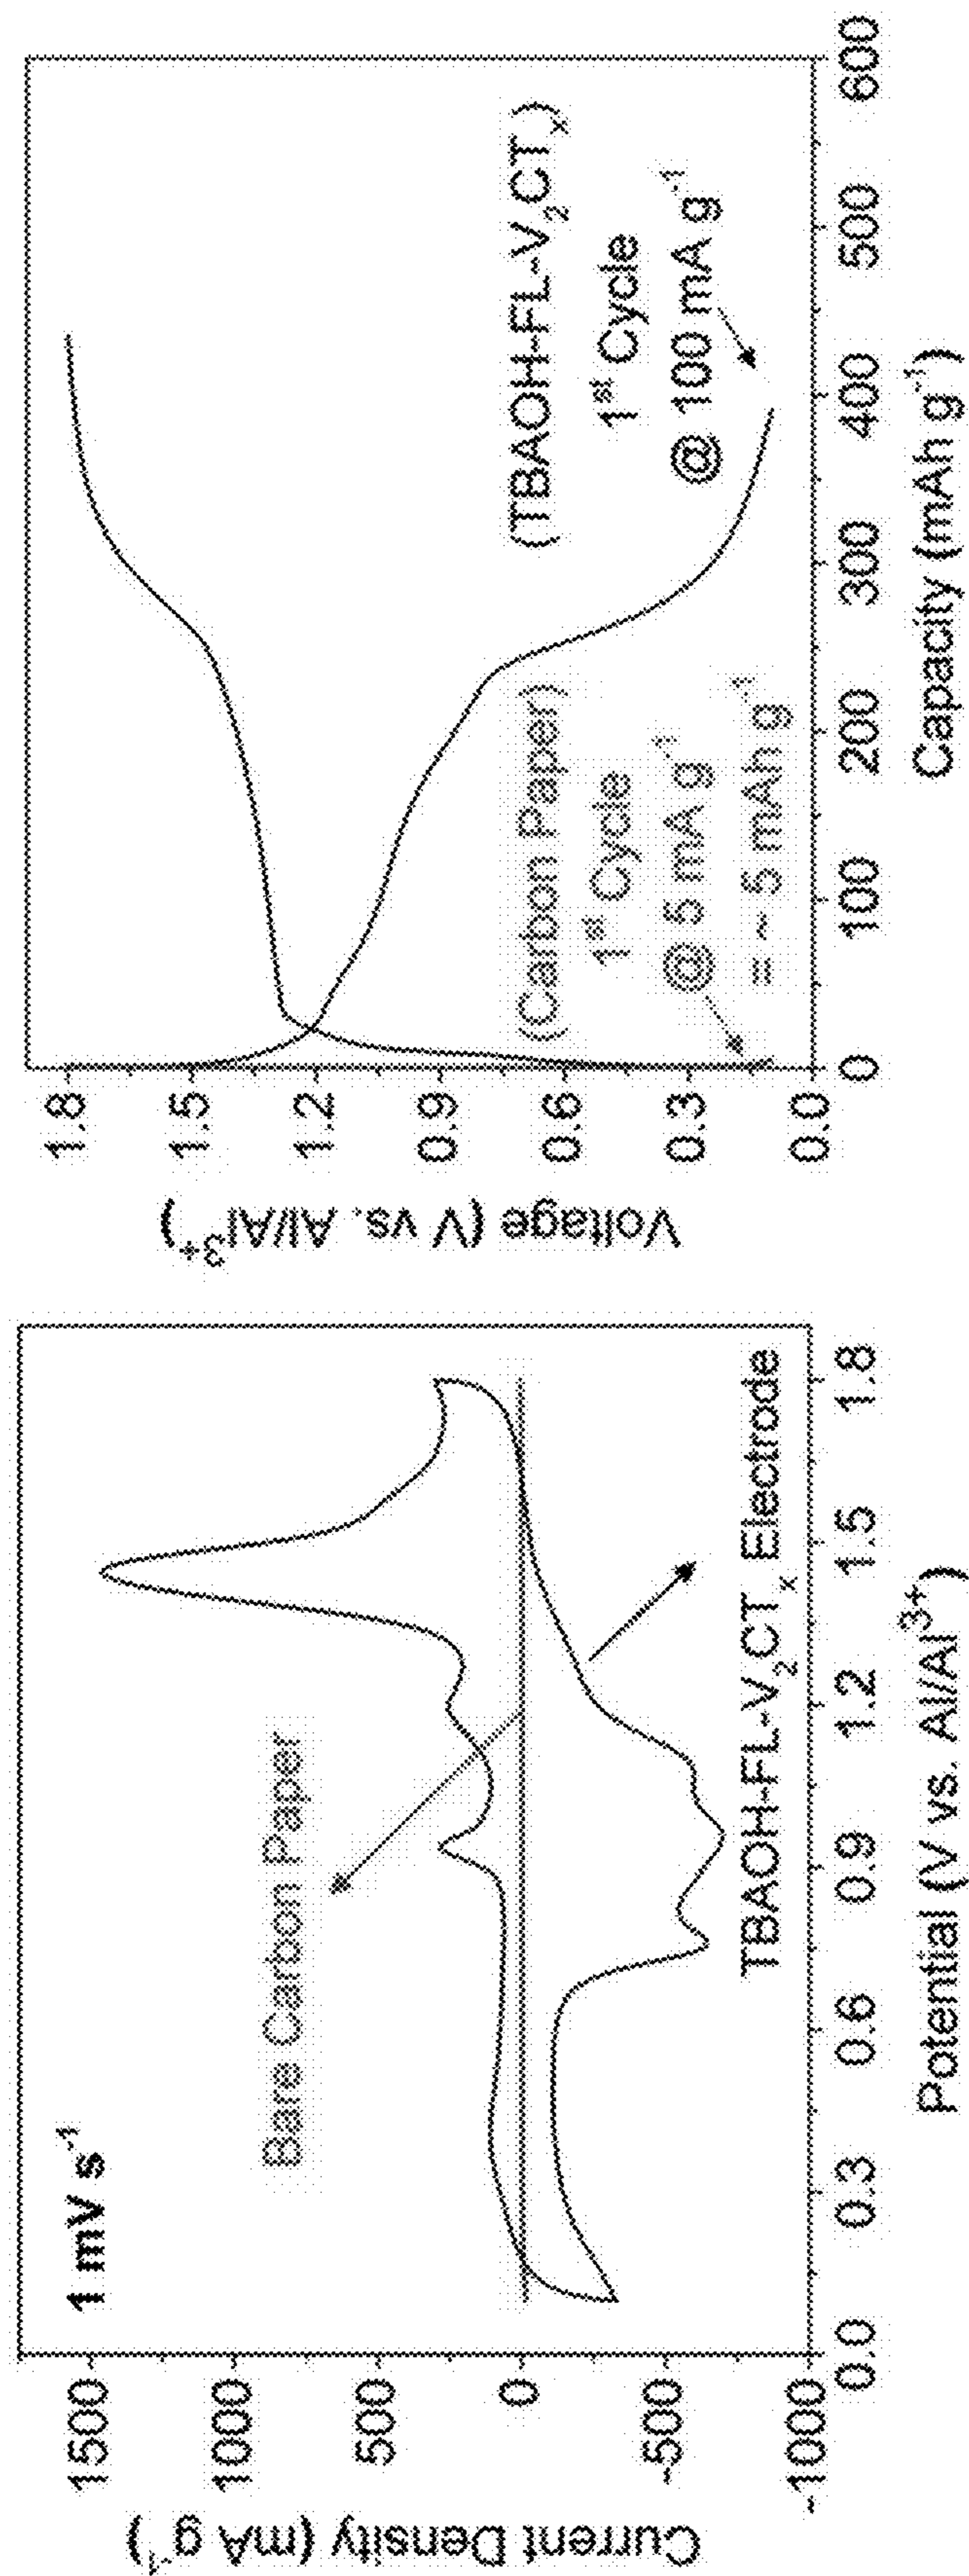 1 mV s⁻¹
Bare Carbon Paper
TBAOH-FL-V₂CTₓ Electrode
Current Density (mA g⁻¹)
1500
1000
500
0
-500
-1000
0.0 0.3 0.6 0.9 1.2 1.5 1.8
Potential (V vs. Al/Al³⁺)
Voltage (V vs. Al/Al³⁺)
1.8
1.5
1.2
0.9
0.6
0.3
0.0
(Carbon Paper)
1ˢᵗ Cycle
@ 5 mA g⁻¹
= ~ 5 mAh g⁻¹
(TBAOH-FL-V₂CTₓ)
1ˢᵗ Cycle
@ 100 mA g⁻¹
0 100 200 300 400 500 600
Capacity (mAh g⁻¹)